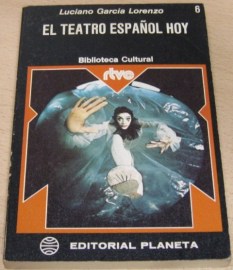 Luciano García Lorenzo
6
EL TEATRO ESPAÑOL HOY
Biblioteca Cultural
rtve
EDITORIAL PLANETA